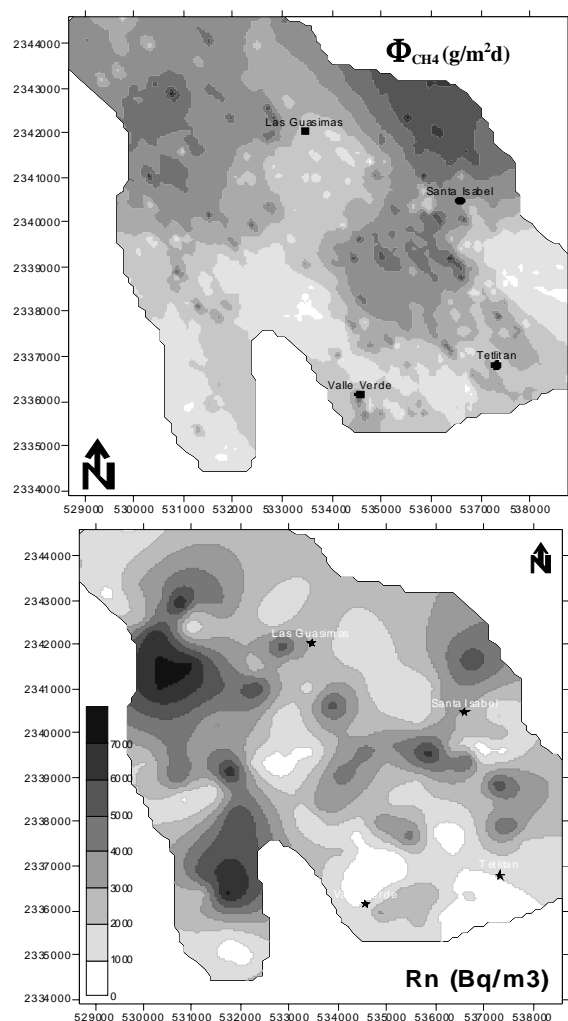 ΦCH4 (g/m²d)
2344000
2343000
2342000
2341000
2340000
2339000
2338000
2337000
2336000
2335000
2334000
Las Guasimas
Santa Isabel
Tetlitan
Valle Verde
N
529000 530000 531000 532000 533000 534000 535000 536000 537000 538000
2344000
2343000
2342000
2341000
2340000
2339000
2338000
2337000
2336000
2335000
2334000
N
Las Guasimas
Santa Isabel
Tetlitan
Valle Verde
7000
6000
5000
4000
3000
2000
1000
0
Rn (Bq/m3)
529000 530000 531000 532000 533000 534000 535000 536000 537000 538000